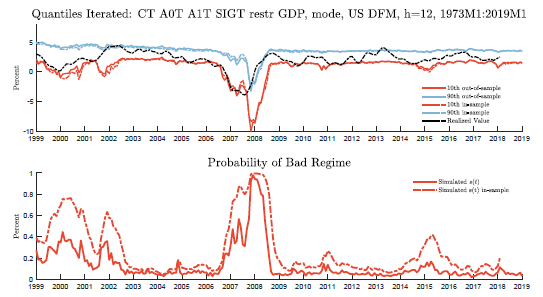 Quantiles Iterated: CT A0T A1T SIGT restr GDP, mode, US DFM, h=12, 1973M1:2019M1
5
0
-5
-10
Percent
1999 2000 2001 2002 2003 2004 2005 2006 2007 2008 2009 2010 2011 2012 2013 2014 2015 2016 2017 2018 2019
10th out-of-sample
90th out-of-sample
10th in-sample
90th in-sample
Realized Value
Probability of Bad Regime
1
0.8
0.6
0.4
0.2
0
Percent
1999 2000 2001 2002 2003 2004 2005 2006 2007 2008 2009 2010 2011 2012 2013 2014 2015 2016 2017 2018 2019
Simulated s(t)
Simulated s(t) in-sample